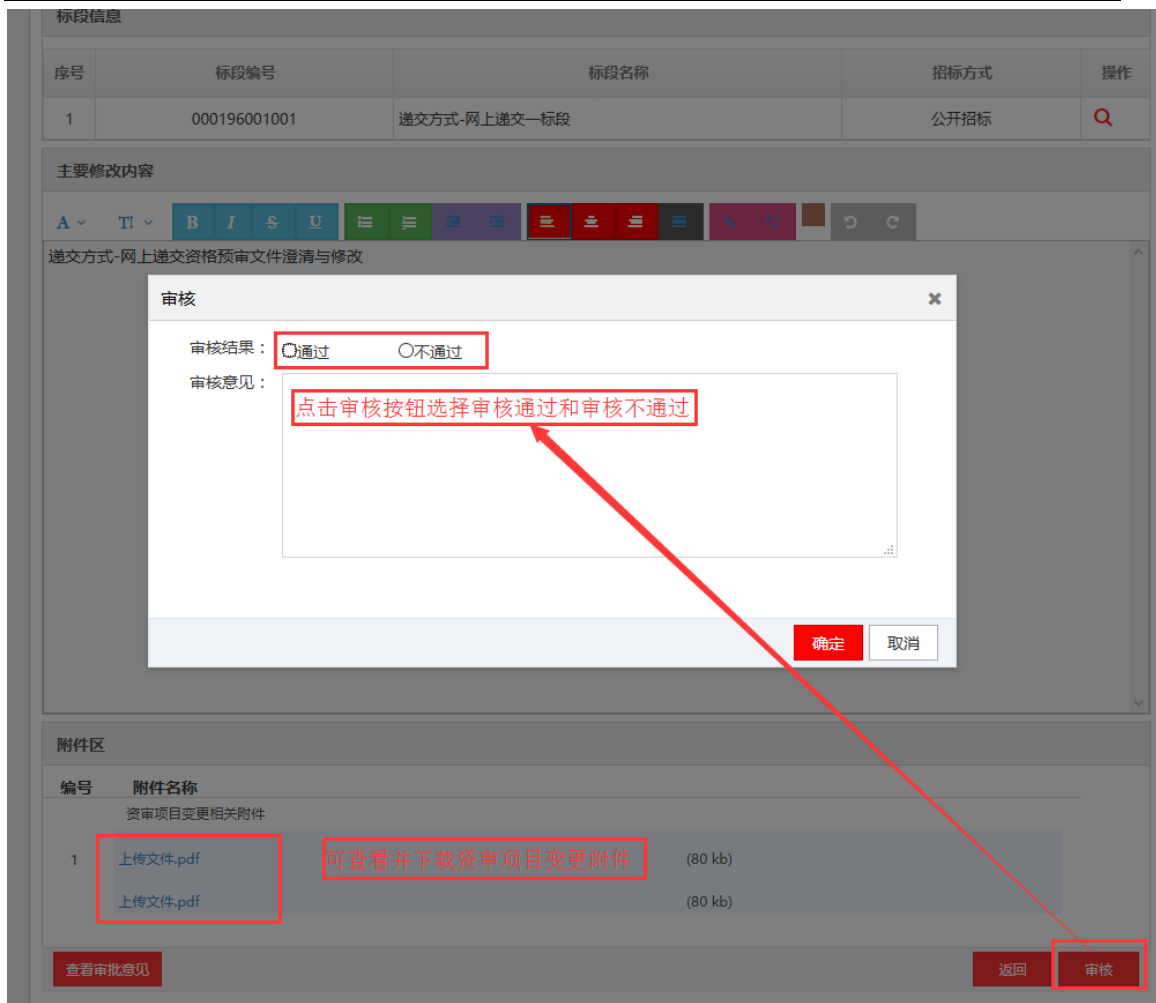 标段信息
序号 标段编号 标段名称 招标方式 操作
1 000196001001 递交方式-网上递交一标段 公开招标
主要修改内容
A T B I S U
递交方式-网上递交资格预审文件澄清与修改
审核
审核结果： 通过 不通过
审核意见：
点击审核按钮选择审核通过和审核不通过
确定 取消
附件区
编号 附件名称
资审项目变更相关附件
1 上传文件.pdf 可查看并下载资审项目变更附件 (80 kb)
上传文件.pdf (80 kb)
查看审批意见 返回 审核